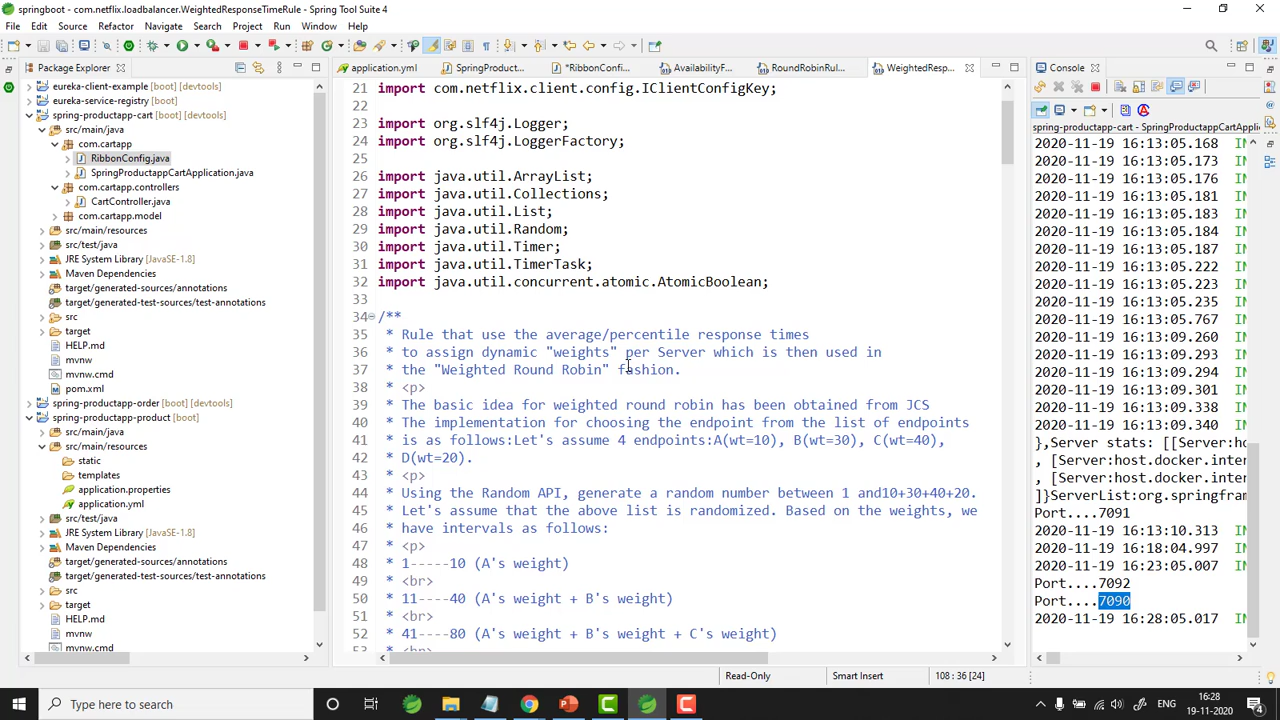 springboot - com.netflix.loadbalancer.WeightedResponseTimeRule - Spring Tool Suite 4
File Edit Source Refactor Navigate Search Project Run Window Help
Package Explorer
eureka-client-example [boot] [devtools]
eureka-service-registry [boot]
spring-productapp-cart [boot] [devtools]
src/main/java
com.cartapp
RibbonConfig.java
SpringProductappCartApplication.java
com.cartapp.controllers
CartController.java
com.cartapp.model
src/main/resources
src/test/java
JRE System Library [JavaSE-1.8]
Maven Dependencies
target/generated-sources/annotations
target/generated-test-sources/test-annotations
src
target
HELP.md
mvnw
mvnw.cmd
pom.xml
spring-productapp-order [boot] [devtools]
spring-productapp-product [boot] [devtools]
src/main/java
src/main/resources
static
templates
application.properties
application.yml
src/test/java
JRE System Library [JavaSE-1.8]
Maven Dependencies
target/generated-sources/annotations
target/generated-test-sources/test-annotations
src
target
HELP.md
mvnw
mvnw.cmd
application.yml SpringProduct... *RibbonConfi... AvailabilityF... RoundRobinRul... WeightedResp...
21 import com.netflix.client.config.IClientConfigKey;
22
23 import org.slf4j.Logger;
24 import org.slf4j.LoggerFactory;
25
26 import java.util.ArrayList;
27 import java.util.Collections;
28 import java.util.List;
29 import java.util.Random;
30 import java.util.Timer;
31 import java.util.TimerTask;
32 import java.util.concurrent.atomic.AtomicBoolean;
33
34 /**
35 * Rule that use the average/percentile response times
36 * to assign dynamic "weights" per Server which is then used in
37 * the "Weighted Round Robin" fashion.
38 * <p>
39 * The basic idea for weighted round robin has been obtained from JCS
40 * The implementation for choosing the endpoint from the list of endpoints
41 * is as follows:Let's assume 4 endpoints:A(wt=10), B(wt=30), C(wt=40),
42 * D(wt=20).
43 * <p>
44 * Using the Random API, generate a random number between 1 and10+30+40+20.
45 * Let's assume that the above list is randomized. Based on the weights, we
46 * have intervals as follows:
47 * <p>
48 * 1-----10 (A's weight)
49 * <br>
50 * 11----40 (A's weight + B's weight)
51 * <br>
52 * 41----80 (A's weight + B's weight + C's weight)
Console
spring-productapp-cart - SpringProductappCartApplic
2020-11-19 16:13:05.168 IN
2020-11-19 16:13:05.173 IN
2020-11-19 16:13:05.176 IN
2020-11-19 16:13:05.181 IN
2020-11-19 16:13:05.183 IN
2020-11-19 16:13:05.184 IN
2020-11-19 16:13:05.187 IN
2020-11-19 16:13:05.222 IN
2020-11-19 16:13:05.223 IN
2020-11-19 16:13:05.235 IN
2020-11-19 16:13:05.767 IN
2020-11-19 16:13:09.260 IN
2020-11-19 16:13:09.293 IN
2020-11-19 16:13:09.294 IN
2020-11-19 16:13:09.301 IN
2020-11-19 16:13:09.338 IN
2020-11-19 16:13:09.340 IN
},Server stats: [[Server:h
, [Server:host.docker.inter
, [Server:host.docker.inter
]}ServerList:org.springfram
Port....7091
2020-11-19 16:13:10.313 IN
2020-11-19 16:18:04.997 IN
2020-11-19 16:23:05.007 IN
Port....7092
Port....7090
2020-11-19 16:28:05.017 IN
Read-Only Smart Insert 108 : 36 [24]
Type here to search
ENG
16:28
19-11-2020
4